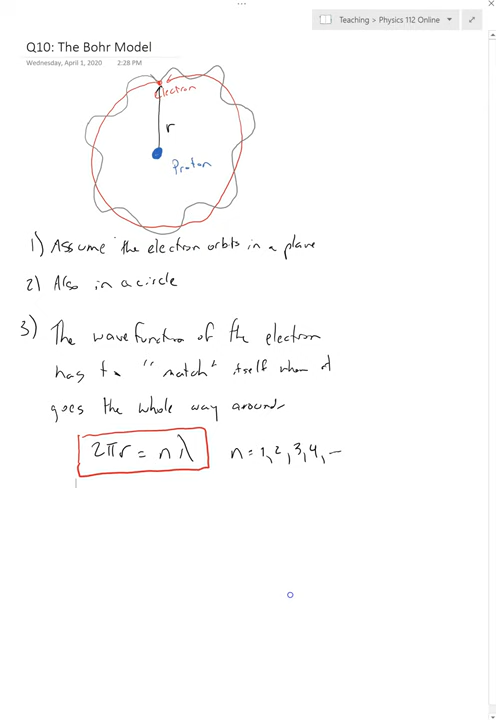 Teaching > Physics 112 Online
Q10: The Bohr Model
Wednesday, April 1, 2020 2:28 PM
Electron
r
Proton
1) Assume the electron orbits in a plane
2) Also in a circle
3) The wavefunction of the electron
has to "match" itself when it
goes the whole way around
2πr = nλ n = 1, 2, 3, 4, —